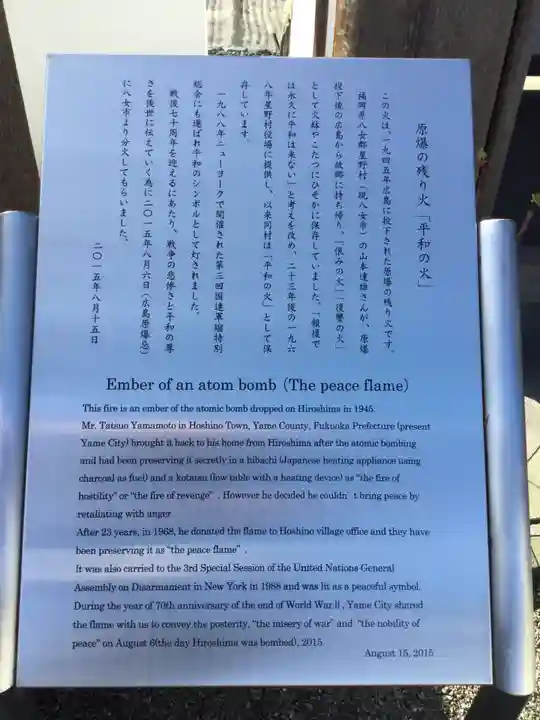 原爆の残り火「平和の火」
この火は、一九四五年広島に投下された原爆の残り火です。
福岡県八女郡星野村（現八女市）の山本達雄さんが、原爆
投下後の広島から故郷に持ち帰り、「恨みの火」「復讐の火」
として火鉢やこたつにひそかに保存していました。「報復で
は永久に平和は来ない」と考えを改め、二十三年後の一九六
八年星野村役場に提供し、以来同村は「平和の火」として保
存しています。
一九八八年ニューヨークで開催された第三回国連軍縮特別
総会にも運ばれ平和のシンボルとして灯されました。
戦後七十周年を迎えるにあたり、戦争の悲惨さと平和の尊
さを後世に伝えていく為に二〇一五年八月六日（広島原爆忌）
に八女市より分火してもらいました。
二〇一五年八月十五日
Ember of an atom bomb (The peace flame)
This fire is an ember of the atomic bomb dropped on Hiroshima in 1945.
Mr. Tatsuo Yamamoto in Hoshino Town, Yame County, Fukuoka Prefecture (present
Yame City) brought it back to his home from Hiroshima after the atomic bombing
and had been preserving it secretly in a hibachi (Japanese heating appliance using
charcoal as fuel) and a kotatsu (low table with a heating device) as "the fire of
hostility" or "the fire of revenge" . However he decided he couldn't bring peace by
retaliating with anger.
After 23 years, in 1968, he donated the flame to Hoshino village office and they have
been preserving it as "the peace flame" .
It was also carried to the 3rd Special Session of the United Nations General
Assembly on Disarmament in New York in 1988 and was lit as a peaceful symbol.
During the year of 70th anniversary of the end of World War Ⅱ, Yame City shared
the flame with us to convey the posterity, "the misery of war" and "the nobility of
peace" on August 6(the day Hiroshima was bombed), 2015.
August 15, 2015